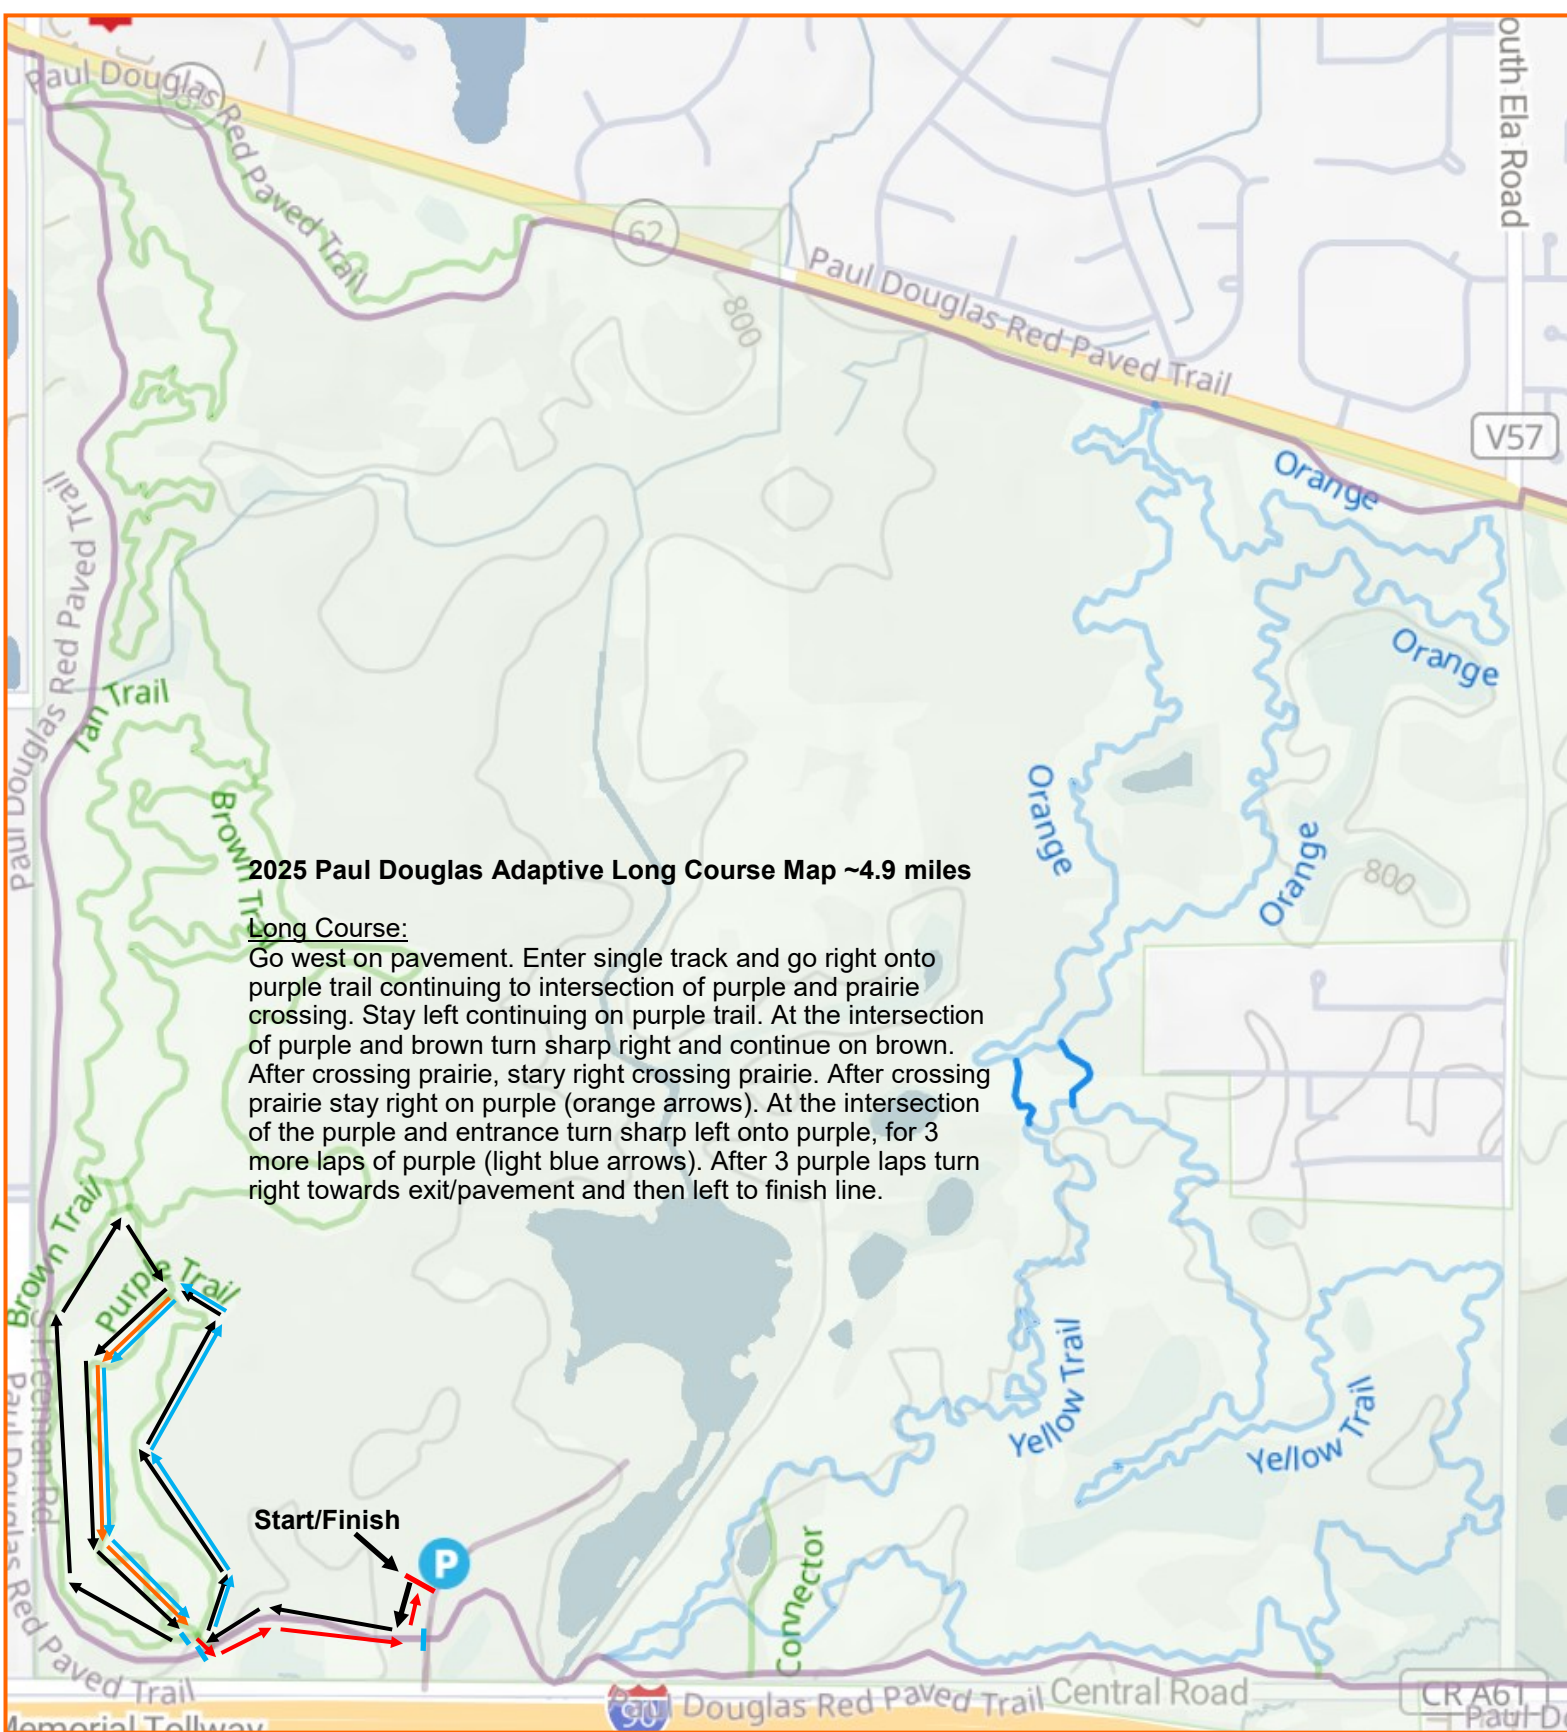 Paul Douglas Red Paved Trail
62
outh Ela Road
62
Paul Douglas Red Paved Trail
800
V57
Orange
Orange
Paul Douglas Red Paved Trail
Tan Trail
Orange
Orange
800
Brown Trail
2025 Paul Douglas Adaptive Long Course Map ~4.9 miles
Long Course:
Go west on pavement. Enter single track and go right onto
purple trail continuing to intersection of purple and prairie
crossing. Stay left continuing on purple trail. At the intersection
of purple and brown turn sharp right and continue on brown.
After crossing prairie, stary right crossing prairie. After crossing
prairie stay right on purple (orange arrows). At the intersection
of the purple and entrance turn sharp left onto purple, for 3
more laps of purple (light blue arrows). After 3 purple laps turn
right towards exit/pavement and then left to finish line.
Brown Trail
Purple Trail
Freeman Rd.
Yellow Trail
Yellow Trail
Start/Finish
P
Connector
Paul Douglas Red Paved Trail
90
Paul Douglas Red Paved Trail
Central Road
CR A61
Paul D
Memorial Tollway